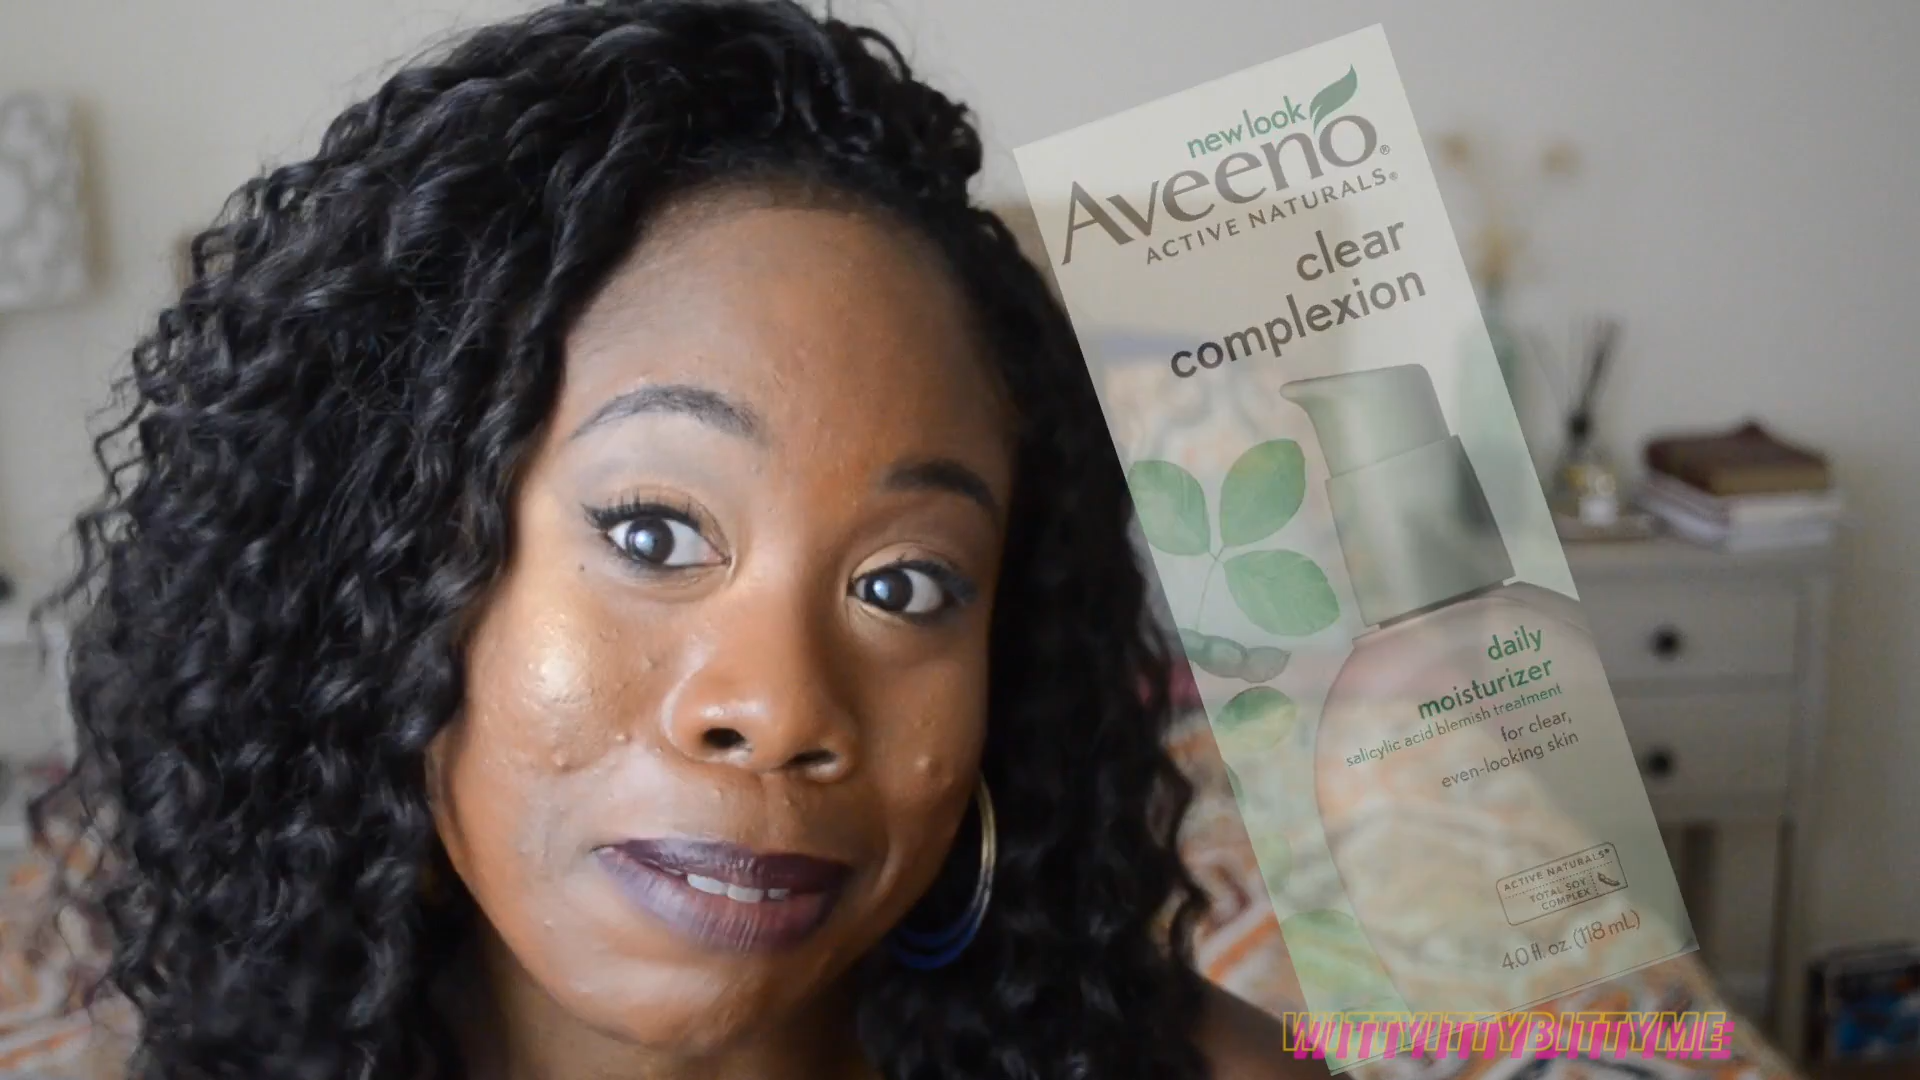 new look
Aveeno®
ACTIVE NATURALS®
clear
complexion
daily
moisturizer
salicylic acid blemish treatment
for clear,
even-looking skin
ACTIVE NATURALS®
TOTAL SOY
COMPLEX
4.0 fl. oz. (118 mL)
WITTYITTYBITTYME